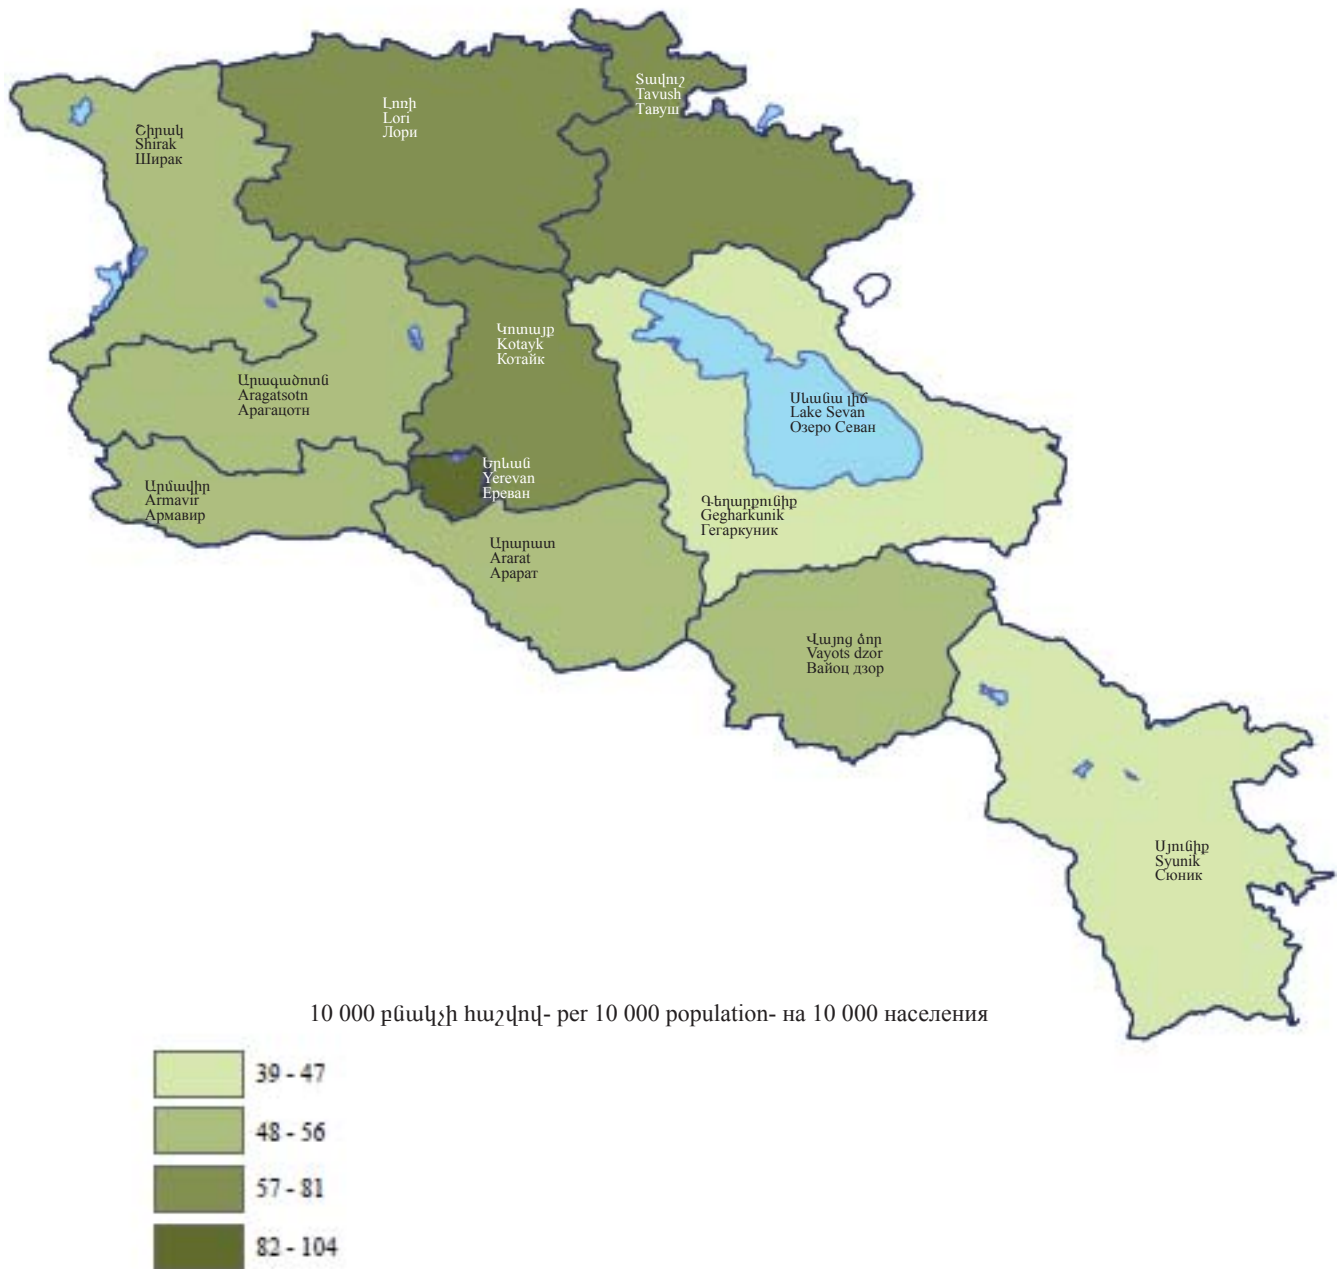 Լոռի
Lori
Лори
Տավուշ
Tavush
Тавуш
Շիրակ
Shirak
Ширак
Կոտայք
Kotayk
Котайк
Արագածոտն
Aragatsotn
Арагацотн
Սևանա լիճ
Lake Sevan
Озеро Севан
Երևան
Yerevan
Ереван
Արմավիր
Armavir
Армавир
Գեղարքունիք
Gegharkunik
Гегаркуник
Արարատ
Ararat
Арарат
Վայոց ձոր
Vayots dzor
Вайоц дзор
Սյունիք
Syunik
Сюник
10 000 բնակչի հաշվով- per 10 000 population- на 10 000 населения
39 - 47
48 - 56
57 - 81
82 - 104